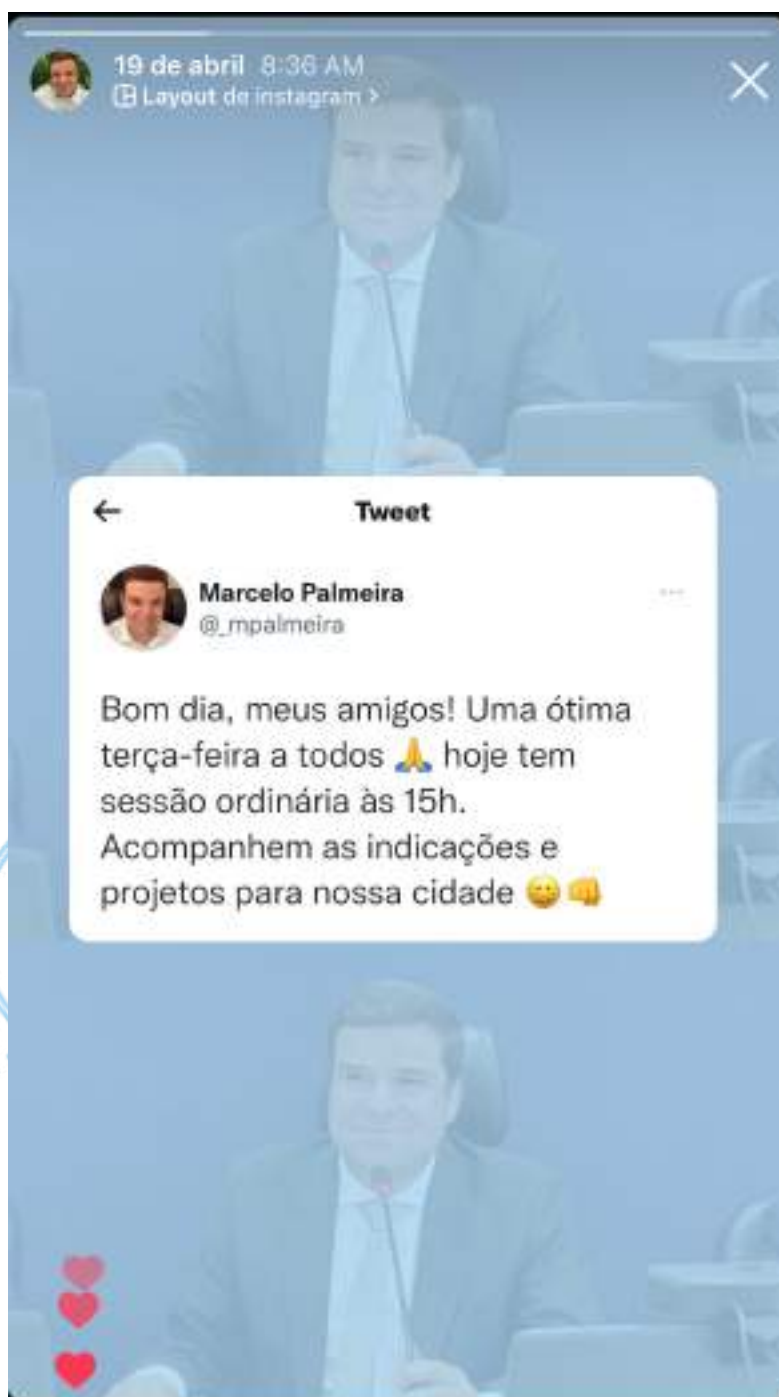 19 de abril 8:36 AM
Layout de instagram >
Tweet
Marcelo Palmeira
@_mpalmeira
Bom dia, meus amigos! Uma ótima
terça-feira a todos 🙏 hoje tem
sessão ordinária às 15h.
Acompanhem as indicações e
projetos para nossa cidade 😀👊